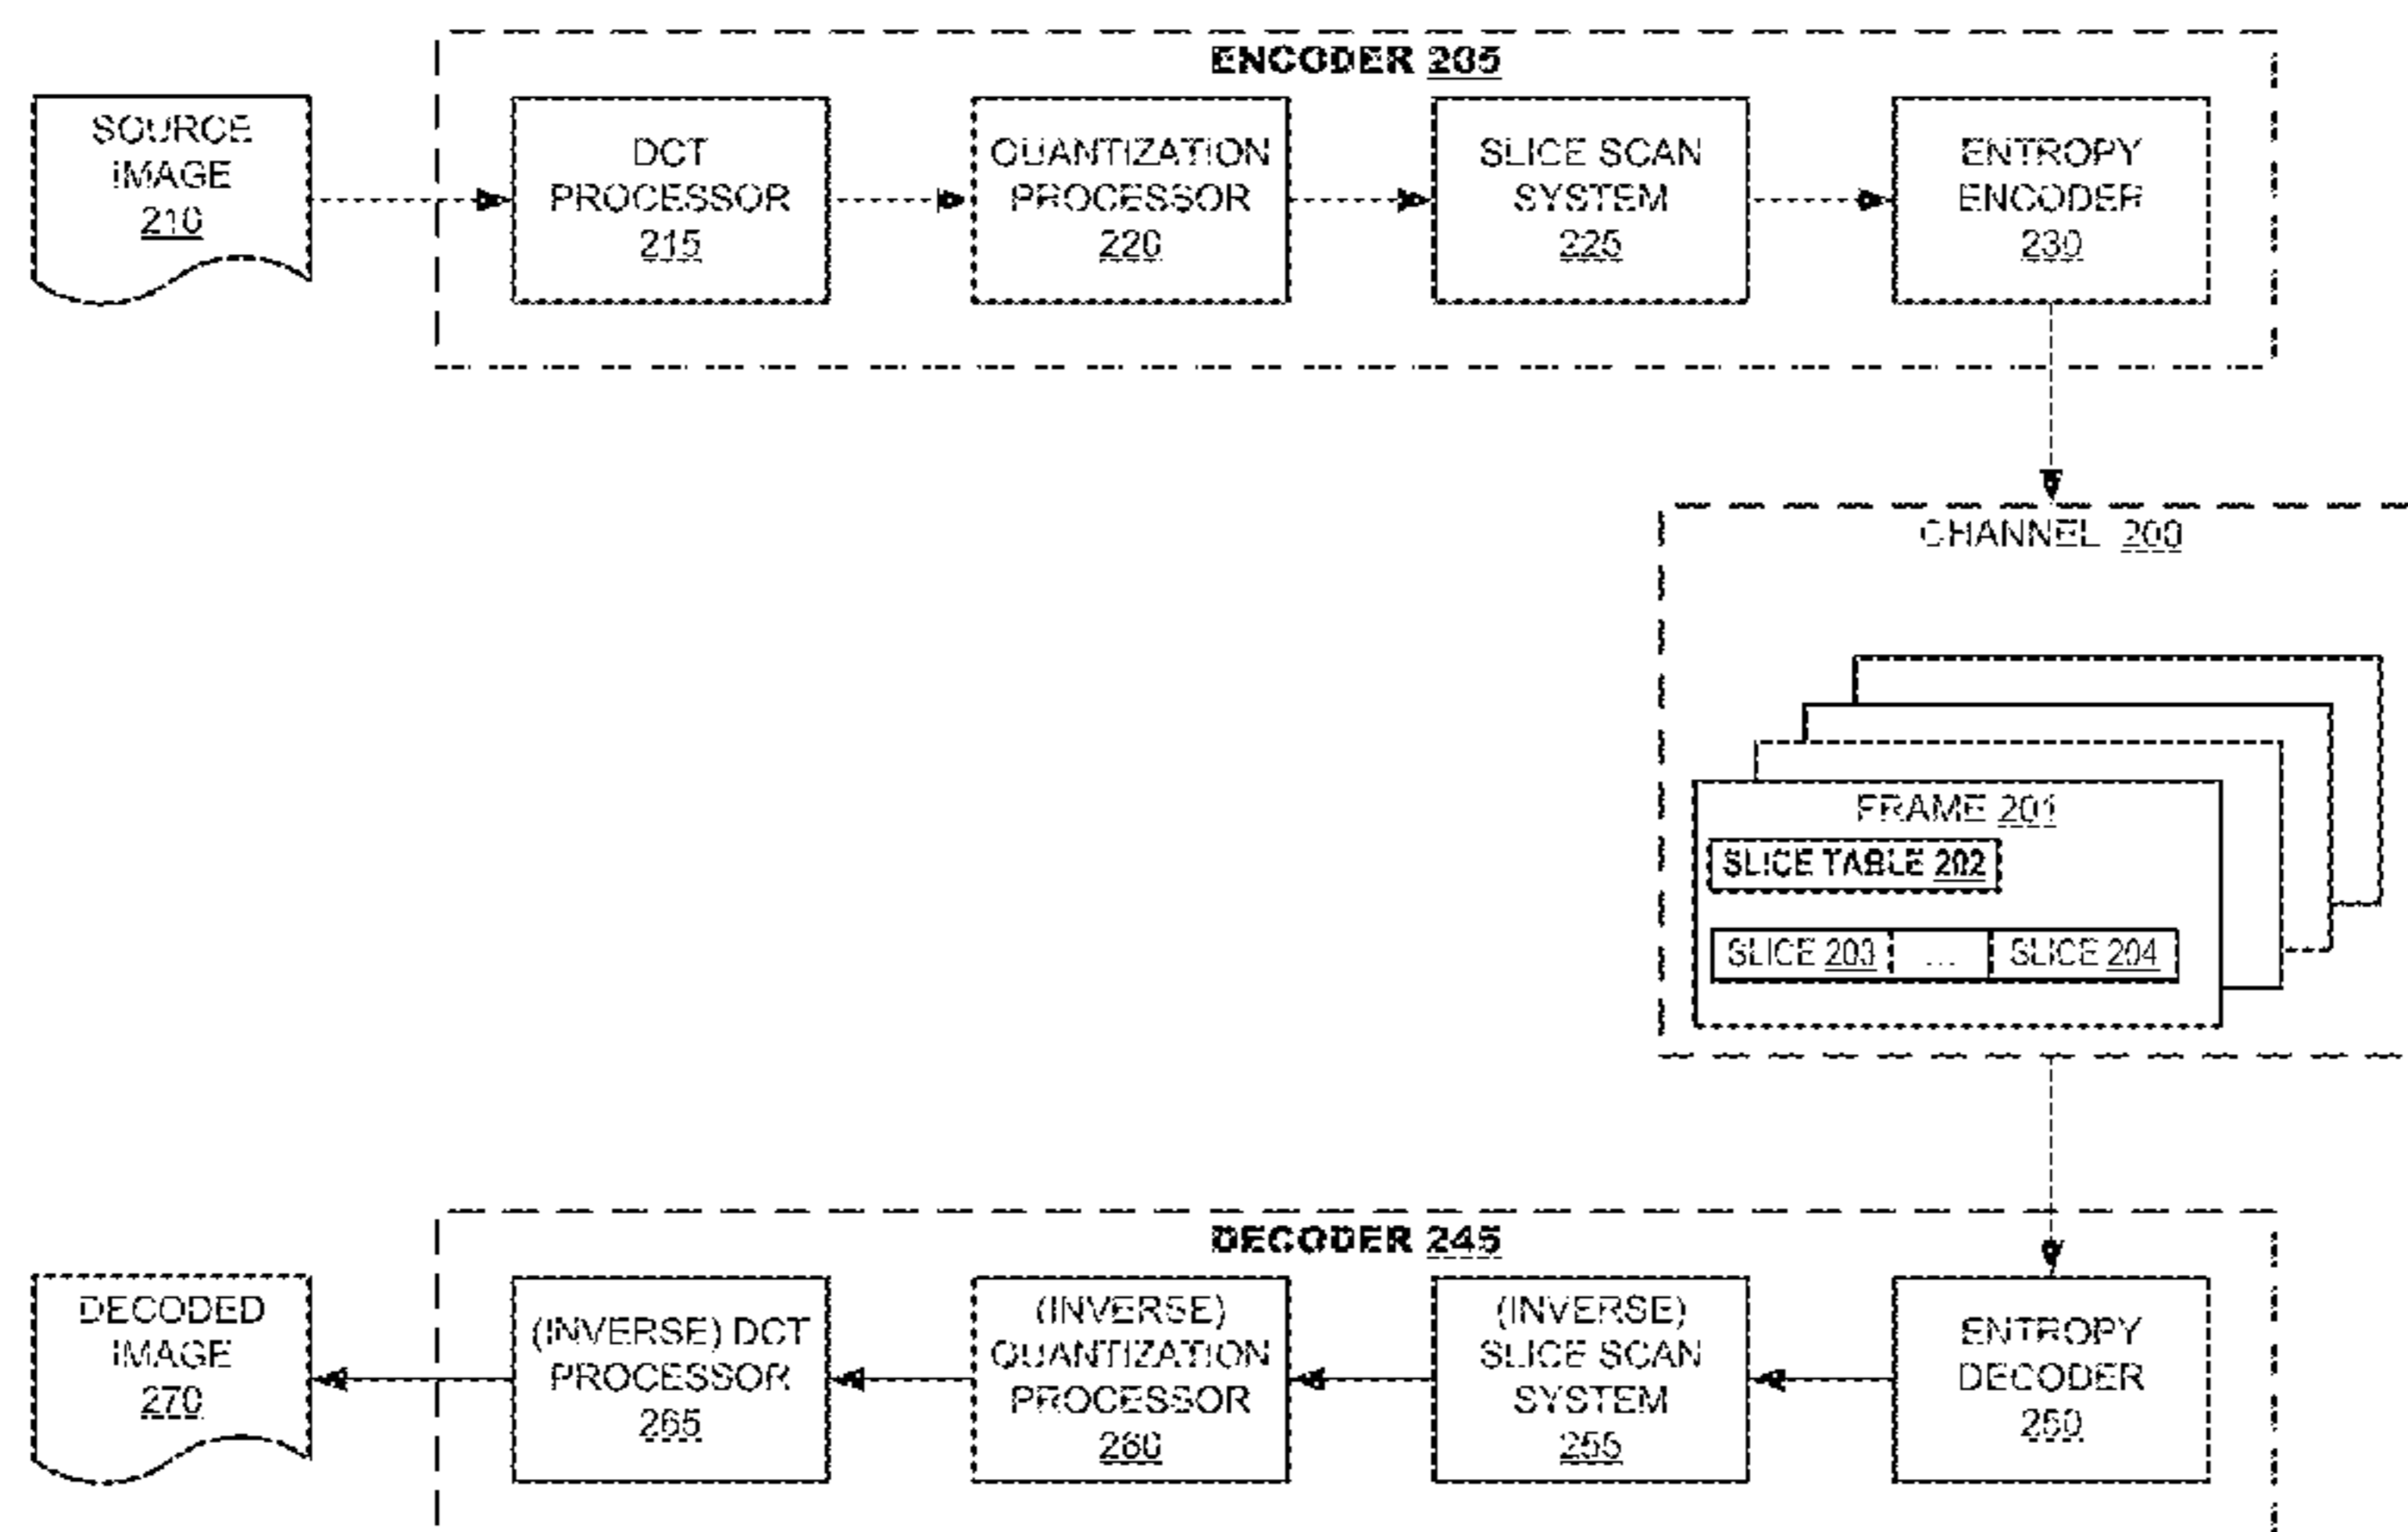 ENCODER 205
SOURCE
IMAGE
210
DCT
PROCESSOR
215
QUANTIZATION
PROCESSOR
220
SLICE SCAN
SYSTEM
225
ENTROPY
ENCODER
230
CHANNEL 200
FRAME 201
SLICE TABLE 202
SLICE 203 ... SLICE 204
DECODER 245
DECODED
IMAGE
270
(INVERSE) DCT
PROCESSOR
265
(INVERSE)
QUANTIZATION
PROCESSOR
260
(INVERSE)
SLICE SCAN
SYSTEM
255
ENTROPY
DECODER
250